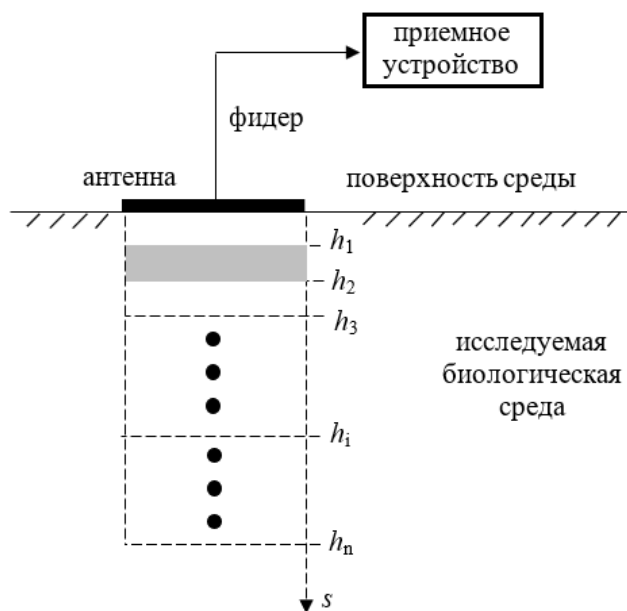 приемное
устройство
фидер
антенна
поверхность среды
h1
h2
h3
исследуемая
биологическая
среда
hi
hn
s